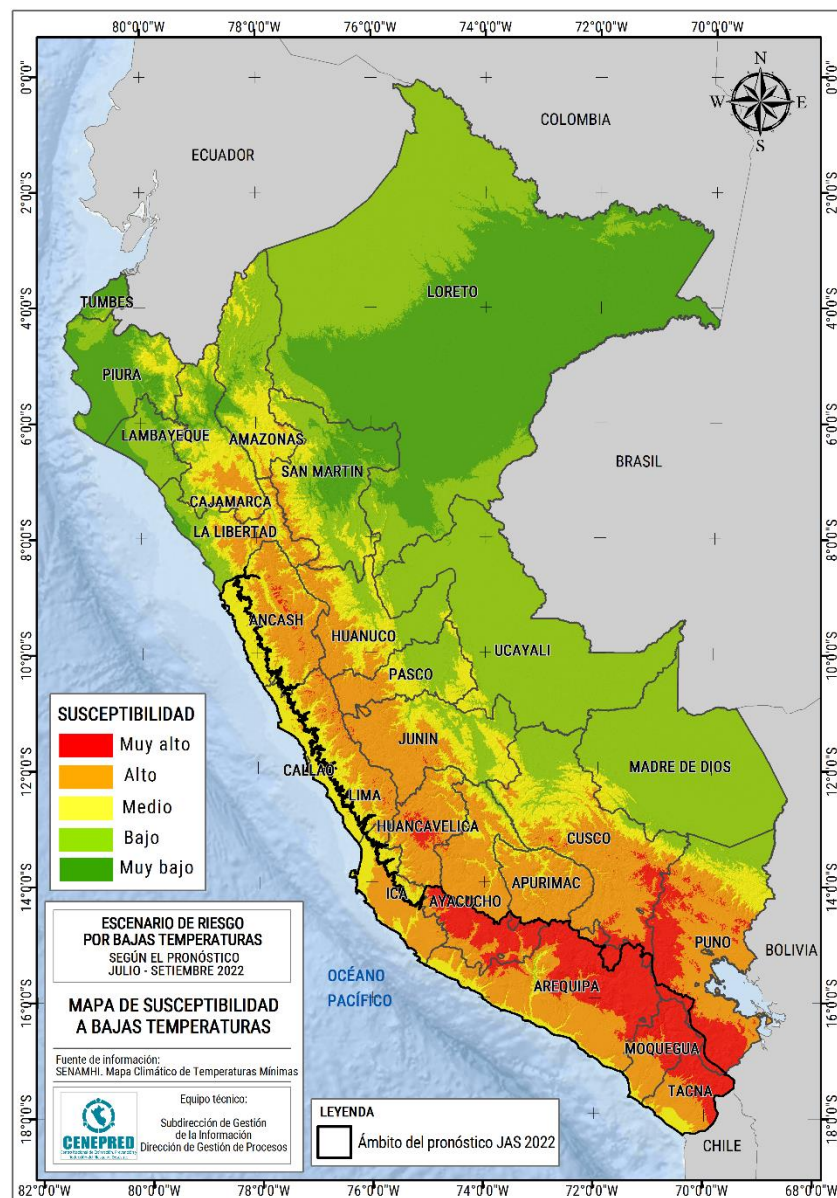 80°0'0"W
78°0'0"W
76°0'0"W
74°0'0"W
72°0'0"W
70°0'0"W
0°0'0"
0°0'0"
2°0'0"S
2°0'0"S
4°0'0"S
4°0'0"S
6°0'0"S
6°0'0"S
8°0'0"S
8°0'0"S
10°0'0"S
10°0'0"S
12°0'0"S
12°0'0"S
14°0'0"S
14°0'0"S
16°0'0"S
16°0'0"S
18°0'0"S
18°0'0"S
N
W E
S
COLOMBIA
ECUADOR
LORETO
TUMBES
PIURA
LAMBAYEQUE
AMAZONAS
SAN MARTIN
BRASIL
CAJAMARCA
LA LIBERTAD
ANCASH
HUANUCO
UCAYALI
PASCO
JUNIN
MADRE DE DIOS
CALLAO
LIMA
HUANCAVELICA
CUSCO
APURIMAC
ICA
AYACUCHO
PUNO
BOLIVIA
AREQUIPA
MOQUEGUA
TACNA
CHILE
OCÉANO
PACÍFICO
SUSCEPTIBILIDAD
Muy alto
Alto
Medio
Bajo
Muy bajo
ESCENARIO DE RIESGO
POR BAJAS TEMPERATURAS
SEGÚN EL PRONÓSTICO
JULIO - SETIEMBRE 2022
MAPA DE SUSCEPTIBILIDAD
A BAJAS TEMPERATURAS
Fuente de información:
SENAMHI. Mapa Climático de Temperaturas Mínimas
CENEPRED
Equipo técnico:
Subdirección de Gestión
de la Información
Dirección de Gestión de Procesos
LEYENDA
Ámbito del pronóstico JAS 2022
82°0'0"W
80°0'0"W
78°0'0"W
76°0'0"W
74°0'0"W
72°0'0"W
70°0'0"W
68°0'0"W